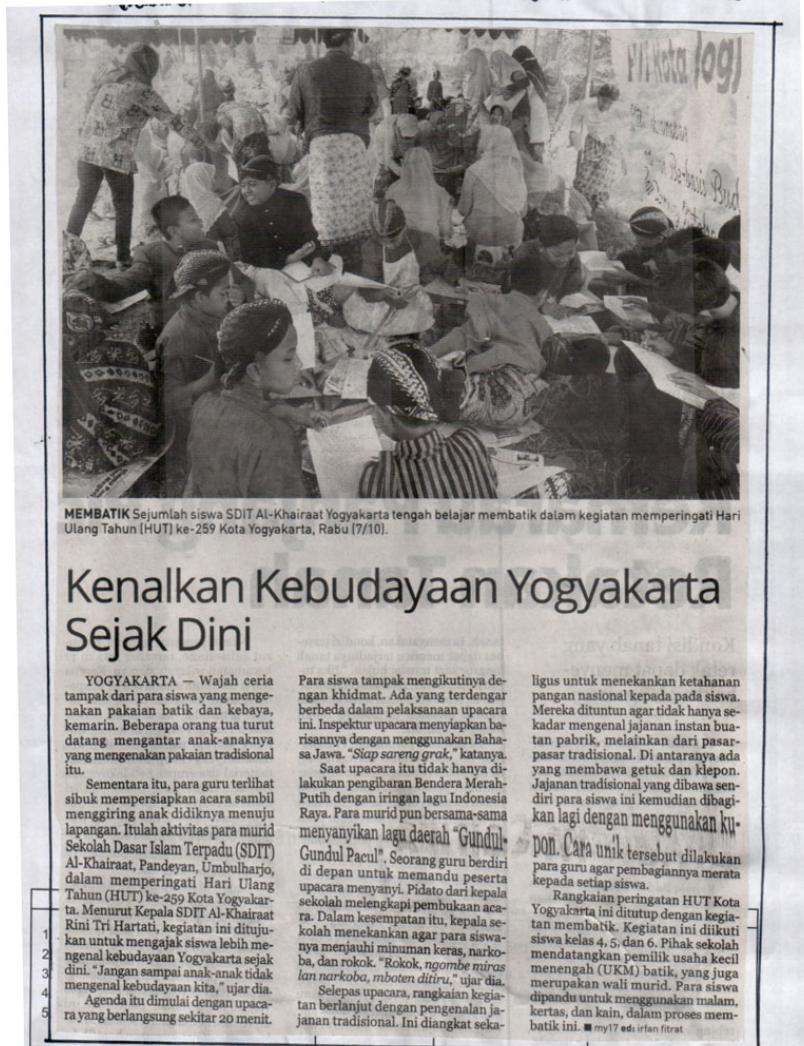 MEMBATIK Sejumlah siswa SDIT Al-Khairaat Yogyakarta tengah belajar membatik dalam kegiatan memperingati Hari
Ulang Tahun (HUT) ke-259 Kota Yogyakarta, Rabu (7/10).
Kenalkan Kebudayaan Yogyakarta
Sejak Dini
YOGYAKARTA — Wajah ceria
tampak dari para siswa yang menge-
nakan pakaian batik dan kebaya,
kemarin. Beberapa orang tua turut
datang mengantar anak-anaknya
yang mengenakan pakaian tradisional
itu.
Sementara itu, para guru terlihat
sibuk mempersiapkan acara sambil
menggiring anak didiknya menuju
lapangan. Itulah aktivitas para murid
Sekolah Dasar Islam Terpadu (SDIT)
Al-Khairaat, Pandeyan, Umbulharjo,
dalam memperingati Hari Ulang
Tahun (HUT) ke-259 Kota Yogyakar-
ta. Menurut Kepala SDIT Al-Khairaat
Rini Tri Hartati, kegiatan ini dituju-
kan untuk mengajak siswa lebih me-
ngenal kebudayaan Yogyakarta sejak
dini. "Jangan sampai anak-anak tidak
mengenal kebudayaan kita," ujar dia.
Agenda itu dimulai dengan upaca-
ra yang berlangsung sekitar 20 menit.
Para siswa tampak mengikutinya de-
ngan khidmat. Ada yang terdengar
berbeda dalam pelaksanaan upacara
ini. Inspektur upacara menyiapkan ba-
risannya dengan menggunakan Baha-
sa Jawa. "Siap sareng grak," katanya.
Saat upacara itu tidak hanya di-
lakukan pengibaran Bendera Merah-
Putih dengan iringan lagu Indonesia
Raya. Para murid pun bersama-sama
menyanyikan lagu daerah "Gundul-
Gundul Pacul". Seorang guru berdiri
di depan untuk memandu peserta
upacara menyanyi. Pidato dari kepala
sekolah melengkapi pembukaan aca-
ra. Dalam kesempatan itu, kepala se-
kolah menekankan agar para siswa-
nya menjauhi minuman keras, narko-
ba, dan rokok. "Rokok, ngombe miras
lan narkoba, mboten ditiru," ujar dia.
Selepas upacara, rangkaian kegia-
tan berlanjut dengan pengenalan ja-
janan tradisional. Ini diangkat seka-
ligus untuk menekankan ketahanan
pangan nasional kepada pada siswa.
Mereka dituntun agar tidak hanya se-
kadar mengenal jajanan instan bua-
tan pabrik, melainkan dari pasar-
pasar tradisional. Di antaranya ada
yang membawa getuk dan klepon.
Jajanan tradisional yang dibawa sen-
diri para siswa ini kemudian dibagi-
kan lagi dengan menggunakan ku-
pon. Cara unik tersebut dilakukan
para guru agar pembagiannya merata
kepada setiap siswa.
Rangkaian peringatan HUT Kota
Yogyakarta ini ditutup dengan kegia-
tan membatik. Kegiatan ini diikuti
siswa kelas 4, 5, dan 6. Pihak sekolah
mendatangkan pemilik usaha kecil
menengah (UKM) batik, yang juga
merupakan wali murid. Para siswa
dipandu untuk menggunakan malam,
kertas, dan kain, dalam proses mem-
batik ini. ■ my17 ed: irfan fitrat
1
2
3
4
5